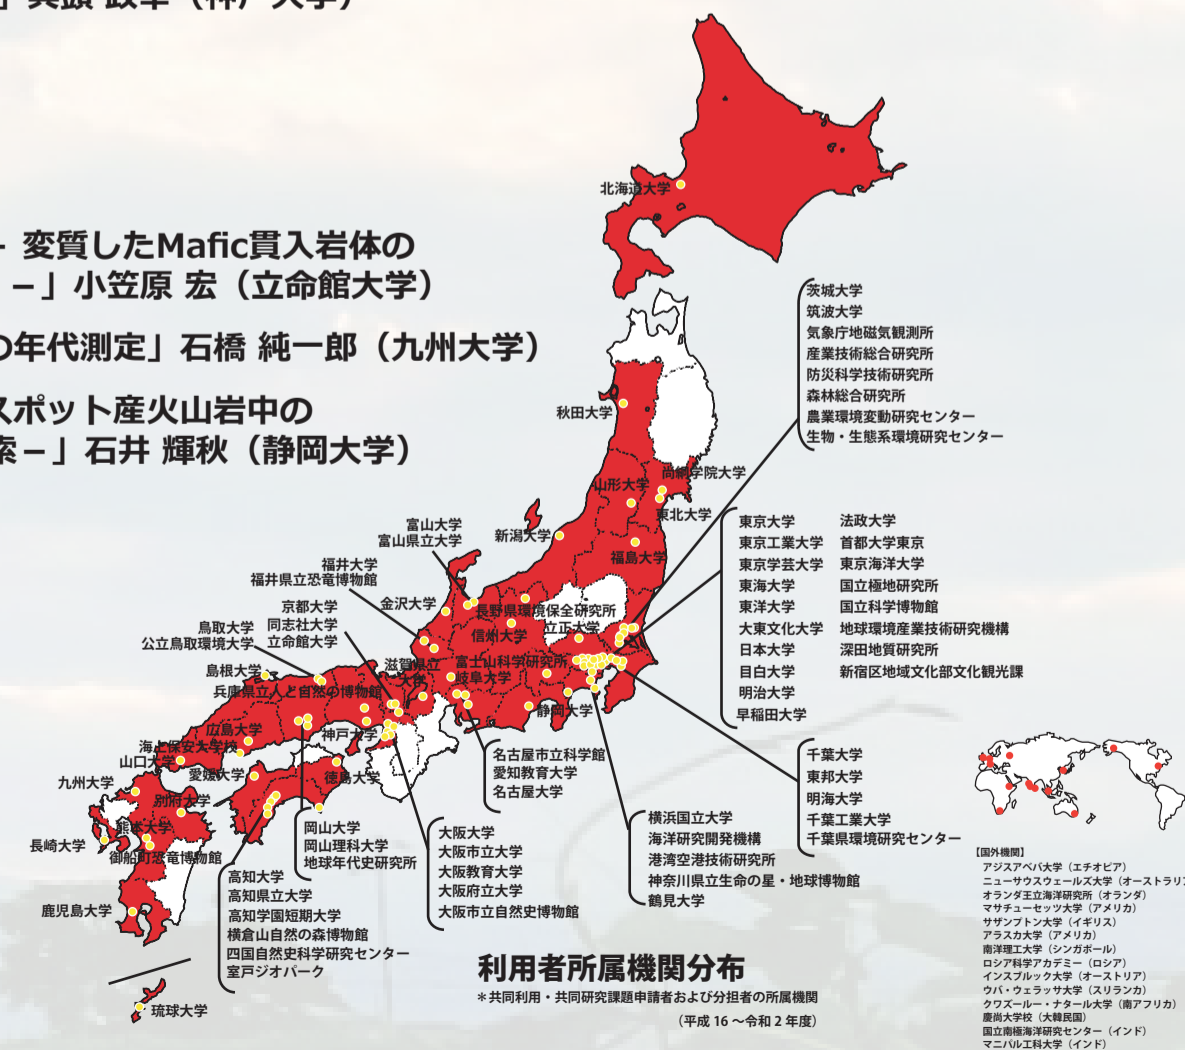 」
－ 変質したMafic貫入岩体の
－」小笠原 宏（立命館大学）
の年代測定」石橋 純一郎（九州大学）
スポット産火山岩中の
索－」石井 輝秋（静岡大学）
北海道大学
茨城大学
筑波大学
気象庁地磁気観測所
産業技術総合研究所
防災科学技術研究所
森林総合研究所
農業環境変動研究センター
生物・生態系環境研究センター
秋田大学
尚絅学院大学
山形大学
東北大学
新潟大学
福島大学
富山大学
富山県立大学
福井大学
福井県立恐竜博物館
金沢大学
長野県環境保全研究所
立正大学
信州大学
京都大学
同志社大学
立命館大学
鳥取大学
公立鳥取環境大学
島根大学
滋賀県立
大学
富士山科学研究所
岐阜大学
兵庫県立人と自然の博物館
静岡大学
広島大学
神戸大学
海上保安大学校
山口大学
愛媛大学
徳島大学
九州大学
別府大学
熊本大学
長崎大学
御船町恐竜博物館
鹿児島大学
琉球大学
東京大学
東京工業大学
東京学芸大学
東海大学
東洋大学
大東文化大学
日本大学
目白大学
明治大学
早稲田大学
法政大学
首都大学東京
東京海洋大学
国立極地研究所
国立科学博物館
地球環境産業技術研究機構
深田地質研究所
新宿区地域文化部文化観光課
名古屋市立科学館
愛知教育大学
名古屋大学
千葉大学
東邦大学
明海大学
千葉工業大学
千葉県環境研究センター
横浜国立大学
海洋研究開発機構
港湾空港技術研究所
神奈川県立生命の星・地球博物館
鶴見大学
岡山大学
岡山理科大学
地球年代史研究所
大阪大学
大阪市立大学
大阪教育大学
大阪府立大学
大阪市立自然史博物館
高知大学
高知県立大学
高知学園短期大学
横倉山自然の森博物館
四国自然史科学研究センター
室戸ジオパーク
利用者所属機関分布
＊共同利用・共同研究課題申請者および分担者の所属機関
（平成 16 ～令和 2 年度）
【国外機関】
アジスアベバ大学（エチオピア）
ニューサウスウェールズ大学（オーストラリア
オランダ王立海洋研究所（オランダ）
マサチューセッツ大学（アメリカ）
サザンプトン大学（イギリス）
アラスカ大学（アメリカ）
南洋理工大学（シンガポール）
ロシア科学アカデミー（ロシア）
インスブルック大学（オーストリア）
ウバ・ウェラッサ大学（スリランカ）
クワズールー・ナタール大学（南アフリカ）
慶尚大学校（大韓民国）
国立南極海洋研究センター（インド）
マニパル工科大学（インド）